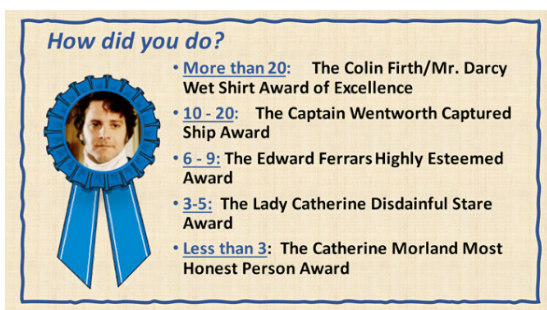 How did you do?
• More than 20: The Colin Firth/Mr. Darcy
Wet Shirt Award of Excellence
• 10 - 20: The Captain Wentworth Captured
Ship Award
• 6 - 9: The Edward Ferrars Highly Esteemed
Award
• 3-5: The Lady Catherine Disdainful Stare
Award
• Less than 3: The Catherine Morland Most
Honest Person Award